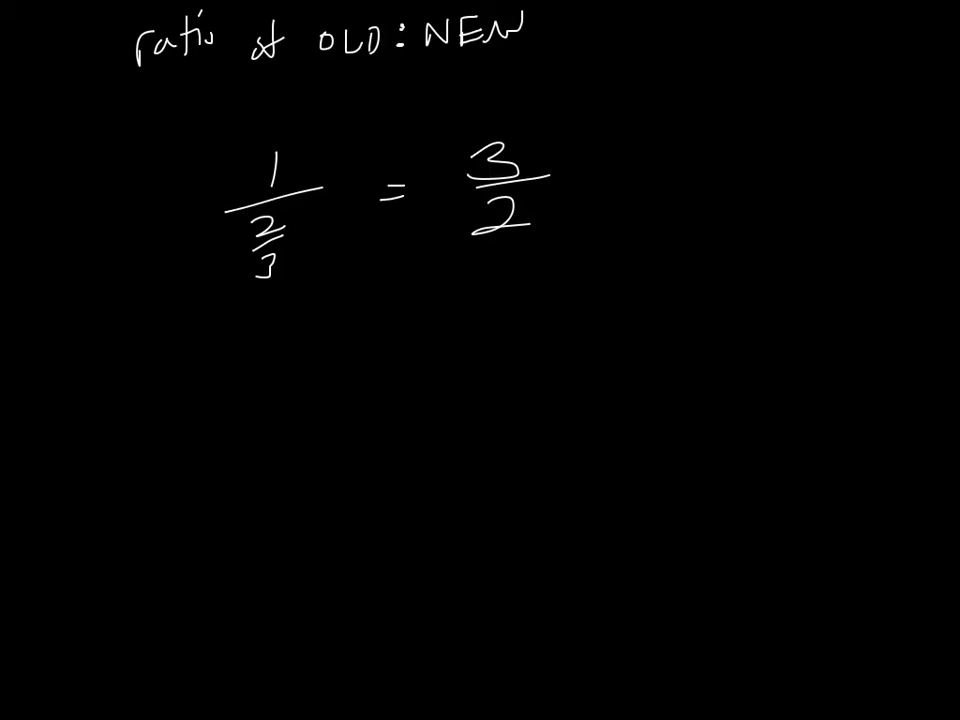 ratio of OLD : NEW
1 / (2/3) = 3/2